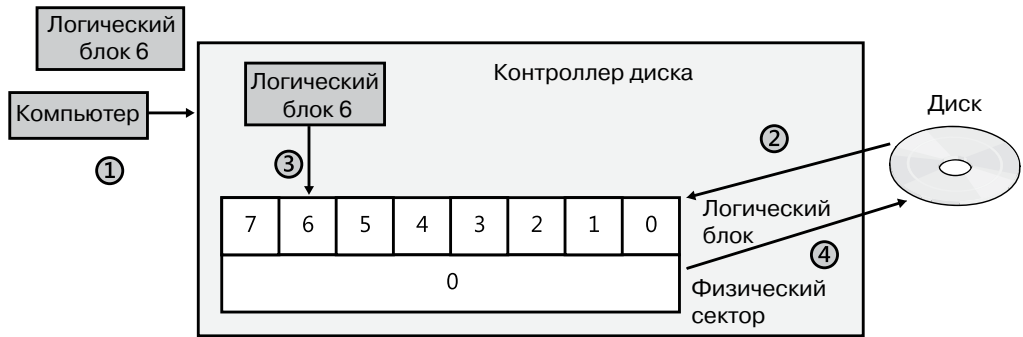 Логический
блок 6
Компьютер
1
Контроллер диска
Логический
блок 6
3
2
Диск
7 6 5 4 3 2 1 0
Логический
блок
4
0
Физический
сектор